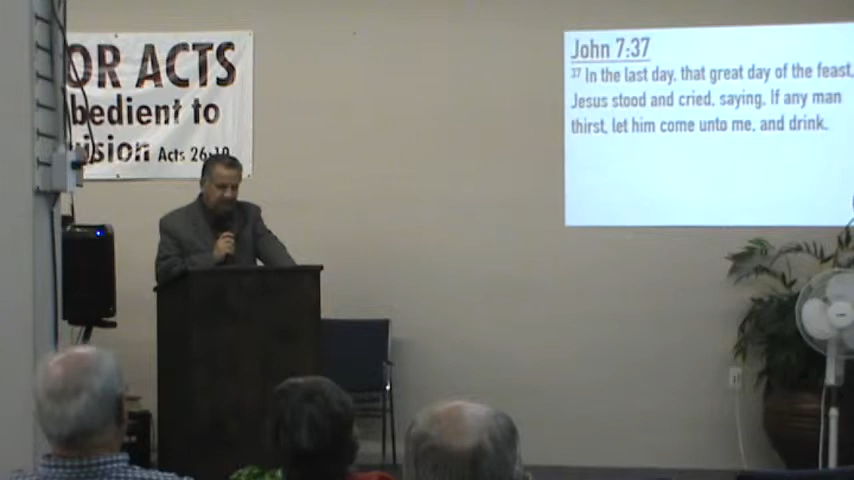 OR ACTS
bedient to
vision Acts 26:19
John 7:37
37 In the last day, that great day of the feast,
Jesus stood and cried, saying, If any man
thirst, let him come unto me, and drink.